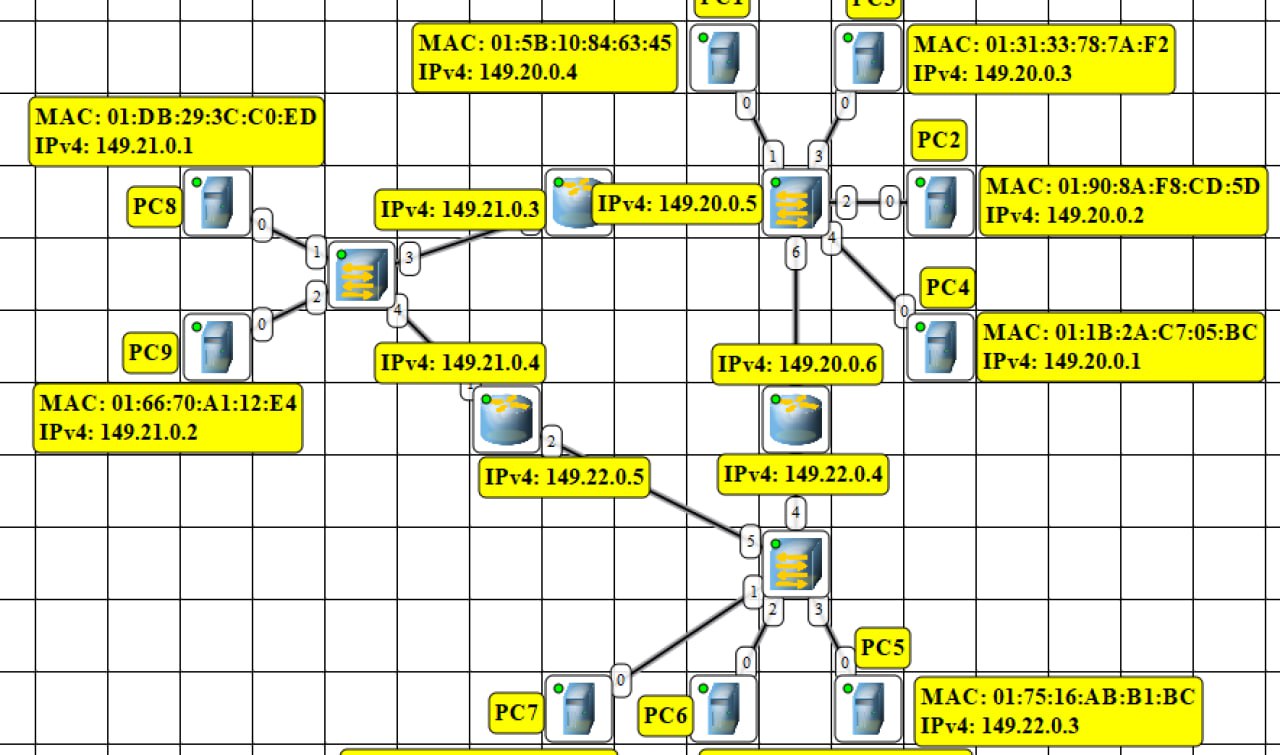 PC1
PC3
MAC: 01:5B:10:84:63:45
IPv4: 149.20.0.4
MAC: 01:31:33:78:7A:F2
IPv4: 149.20.0.3
0
0
MAC: 01:DB:29:3C:C0:ED
IPv4: 149.21.0.1
1
3
PC2
PC8
0
IPv4: 149.21.0.3
IPv4: 149.20.0.5
2
0
MAC: 01:90:8A:F8:CD:5D
IPv4: 149.20.0.2
1
3
6
4
2
0
4
0
PC4
PC9
MAC: 01:1B:2A:C7:05:BC
IPv4: 149.20.0.1
IPv4: 149.21.0.4
IPv4: 149.20.0.6
MAC: 01:66:70:A1:12:E4
IPv4: 149.21.0.2
2
IPv4: 149.22.0.5
IPv4: 149.22.0.4
4
5
1
2
3
0
0
0
PC5
PC7
PC6
MAC: 01:75:16:AB:B1:BC
IPv4: 149.22.0.3